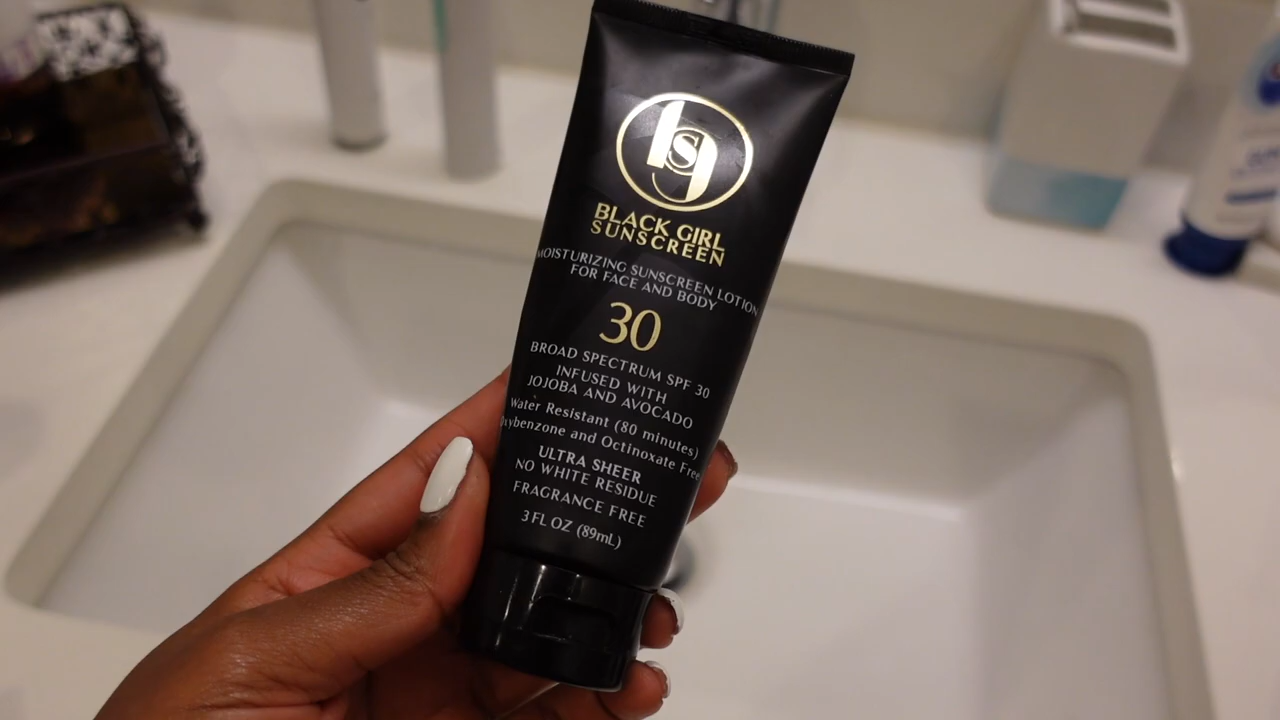 bsg
BLACK GIRL
SUNSCREEN
MOISTURIZING SUNSCREEN LOTION
FOR FACE AND BODY
30
BROAD SPECTRUM SPF 30
INFUSED WITH
JOJOBA AND AVOCADO
Water Resistant (80 minutes)
Oxybenzone and Octinoxate Free
ULTRA SHEER
NO WHITE RESIDUE
FRAGRANCE FREE
3 FL OZ (89mL)